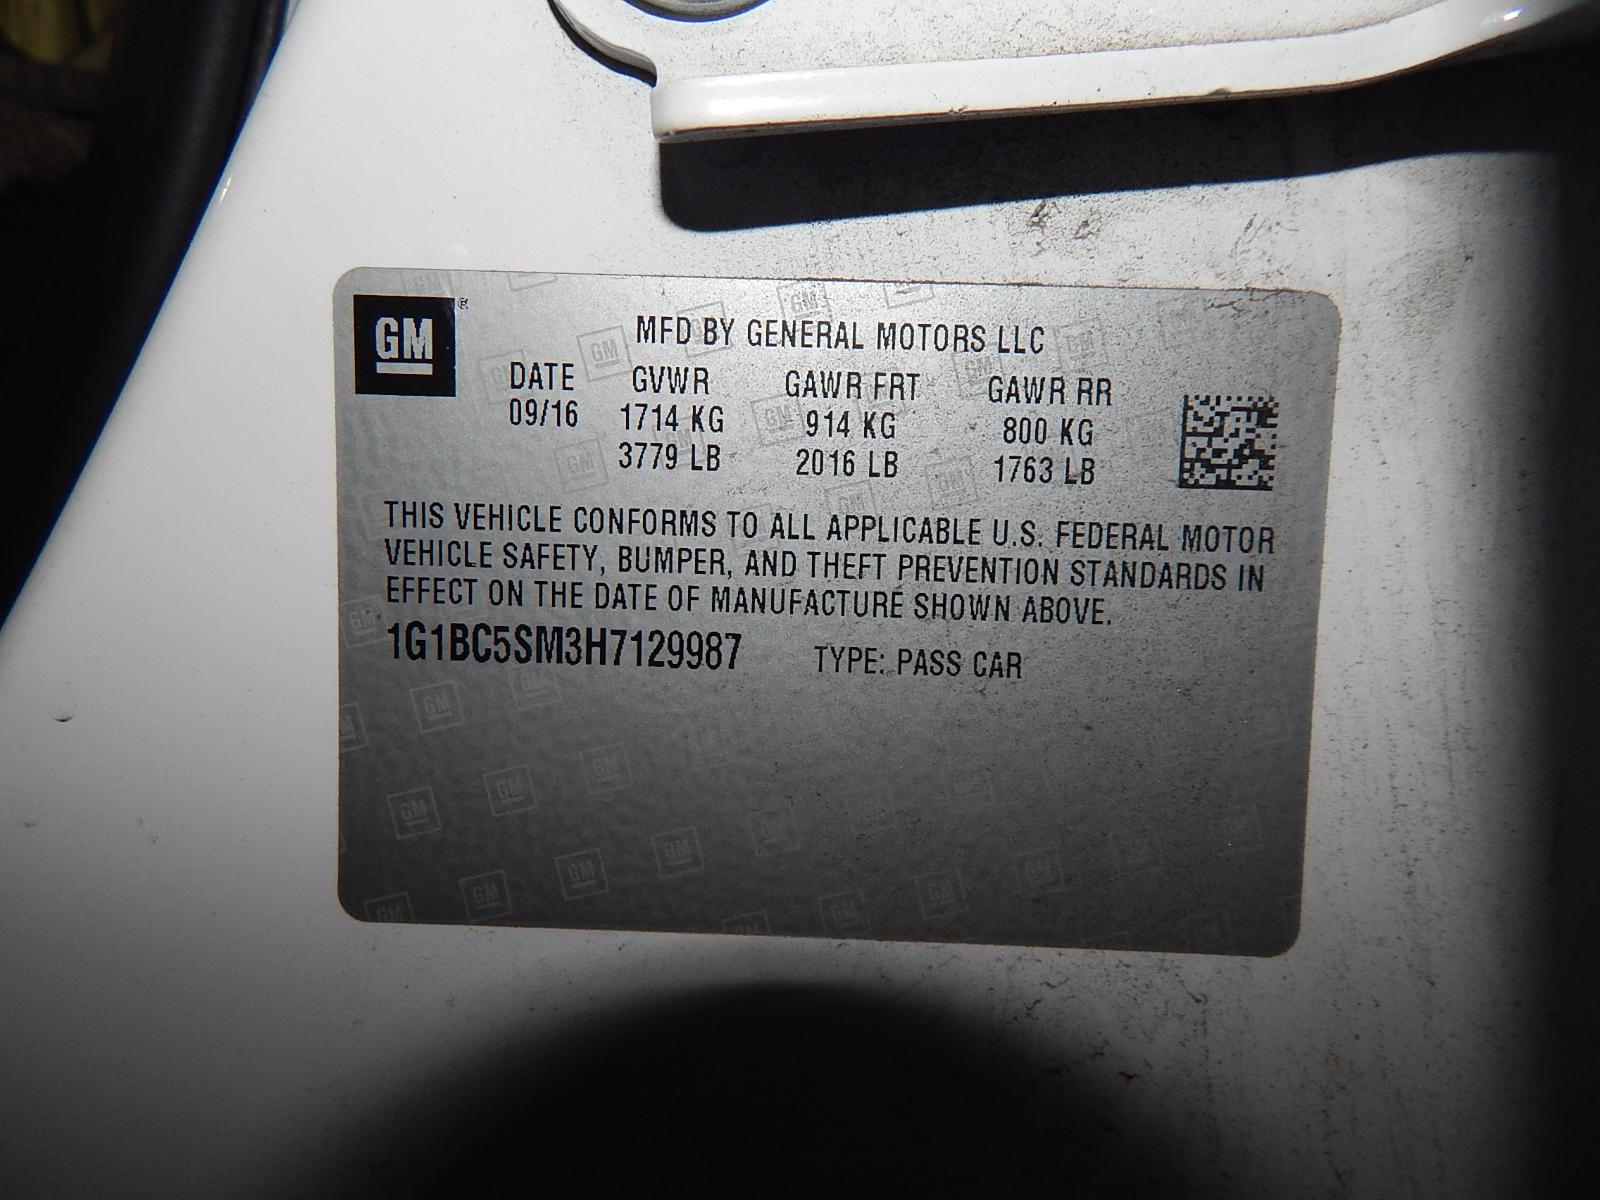 GM ®
MFD BY GENERAL MOTORS LLC
DATE GVWR GAWR FRT GAWR RR
09/16 1714 KG 914 KG 800 KG
3779 LB 2016 LB 1763 LB
THIS VEHICLE CONFORMS TO ALL APPLICABLE U.S. FEDERAL MOTOR
VEHICLE SAFETY, BUMPER, AND THEFT PREVENTION STANDARDS IN
EFFECT ON THE DATE OF MANUFACTURE SHOWN ABOVE.
1G1BC5SM3H7129987 TYPE: PASS CAR